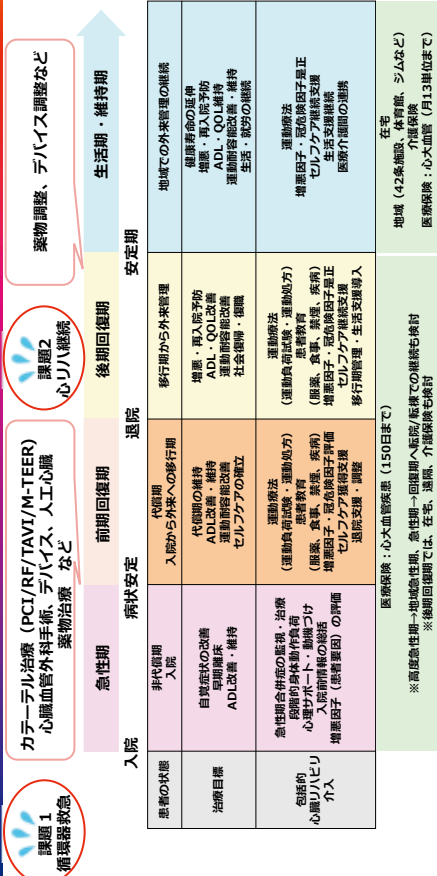 課題1
循環器救急
カテーテル治療（PCI/RF/TAVI/M-TEER）
心臓血管外科手術、デバイス、人工心臓
薬物治療　など
課題2
心リハ継続
薬物調整、デバイス調整など
急性期
前期回復期
後期回復期
生活期・維持期
入院
病状安定
退院
安定期
患者の状態
非代償期
入院
代償期
入院から外来への移行期
移行期から外来管理
地域での外来管理の継続
治療目標
自覚症状の改善
早期離床
ADL改善・維持
代償期の維持
ADL改善・維持
運動耐容能改善
セルフケアの確立
増悪・再入院予防
ADL・QOL改善
運動耐容能改善
社会復帰・復職
健康寿命の延伸
増悪・再入院予防
ADL・QOL維持
運動耐容能改善・維持
生活・就労の継続
包括的
心臓リハビリ
介入
急性期合併症の監視・治療
段階的身体動作負荷
心理サポート・動機づけ
入院前情報の総括
増悪因子（患者要因）の評価
運動療法
（運動負荷試験・運動処方）
患者教育
（服薬、食事、禁煙、疾病）
増悪因子・冠危険因子評価
セルフケア獲得支援
退院支援・調整
運動療法
（運動負荷試験・運動処方）
患者教育
（服薬、食事、禁煙、疾病）
増悪因子・冠危険因子是正
セルフケア継続支援
移行期管理・生活支援導入
運動療法
増悪因子・冠危険因子是正
セルフケア継続支援
生活支援継続
医療介護間の連携
医療保険：心大血管疾患（150日まで）
※高度急性期→地域急性期、急性期→回復期へ転院/転棟での継続も検討
※後期回復期では、在宅、遠隔、介護保険も検討
在宅
地域（42条施設、体育館、ジムなど）
介護保険
医療保険：心大血管（月13単位まで）